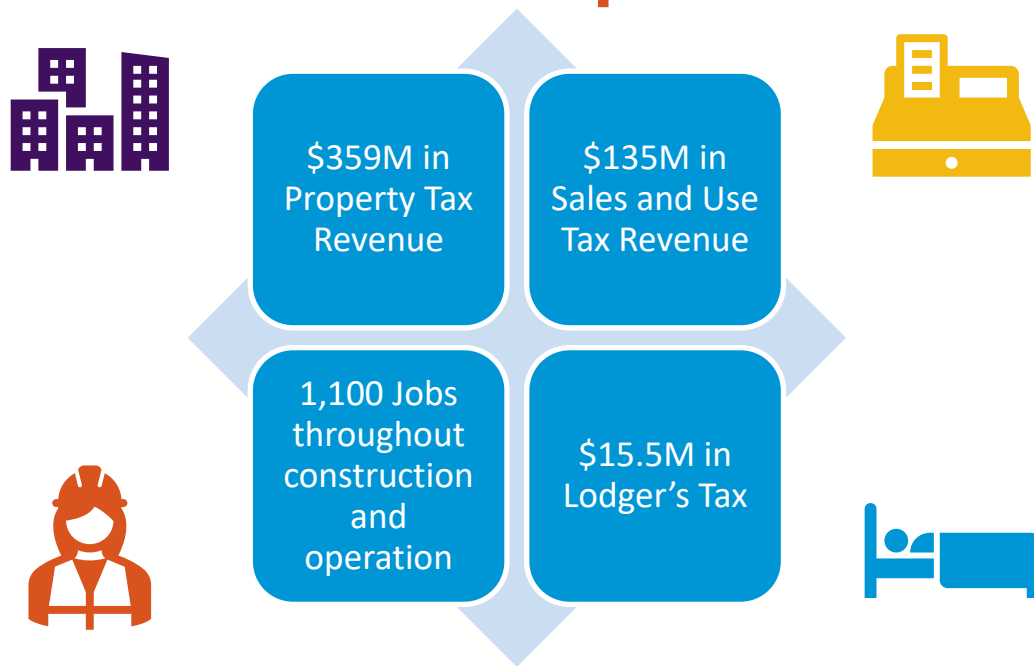 $359M in
Property Tax
Revenue
$135M in
Sales and Use
Tax Revenue
1,100 Jobs
throughout
construction
and
operation
$15.5M in
Lodger’s Tax